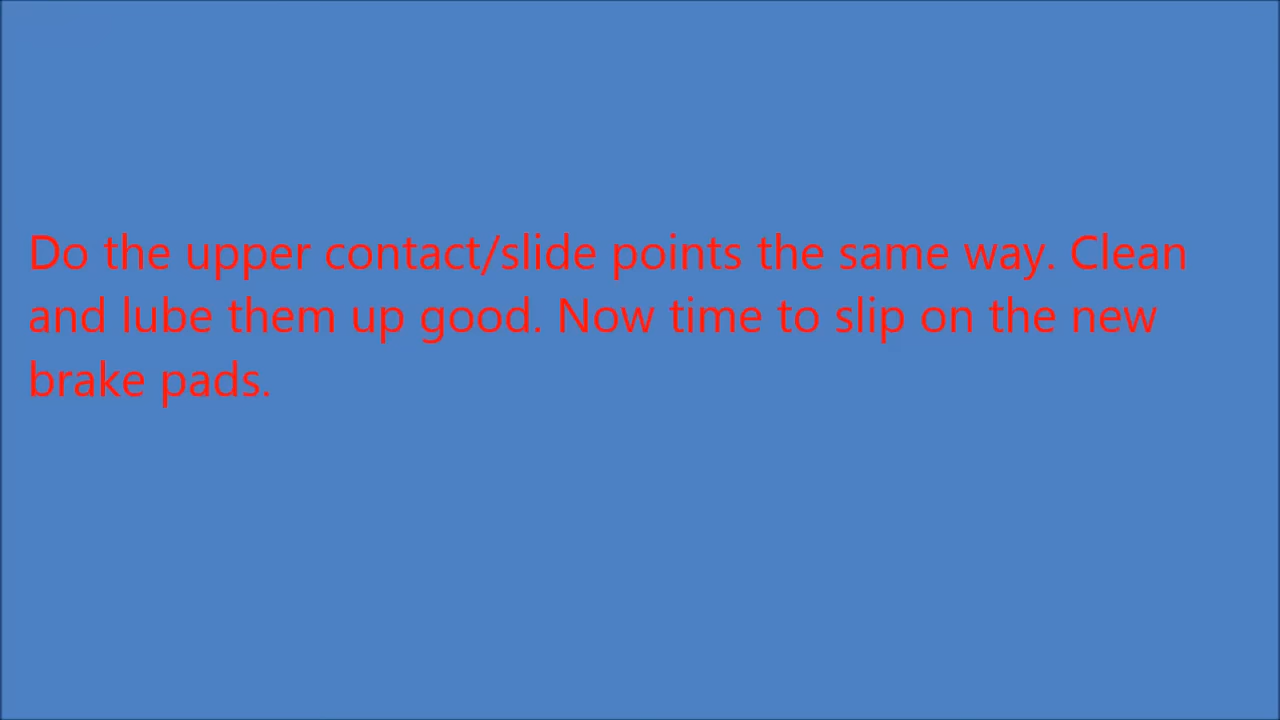 Do the upper contact/slide points the same way. Clean
and lube them up good. Now time to slip on the new
brake pads.